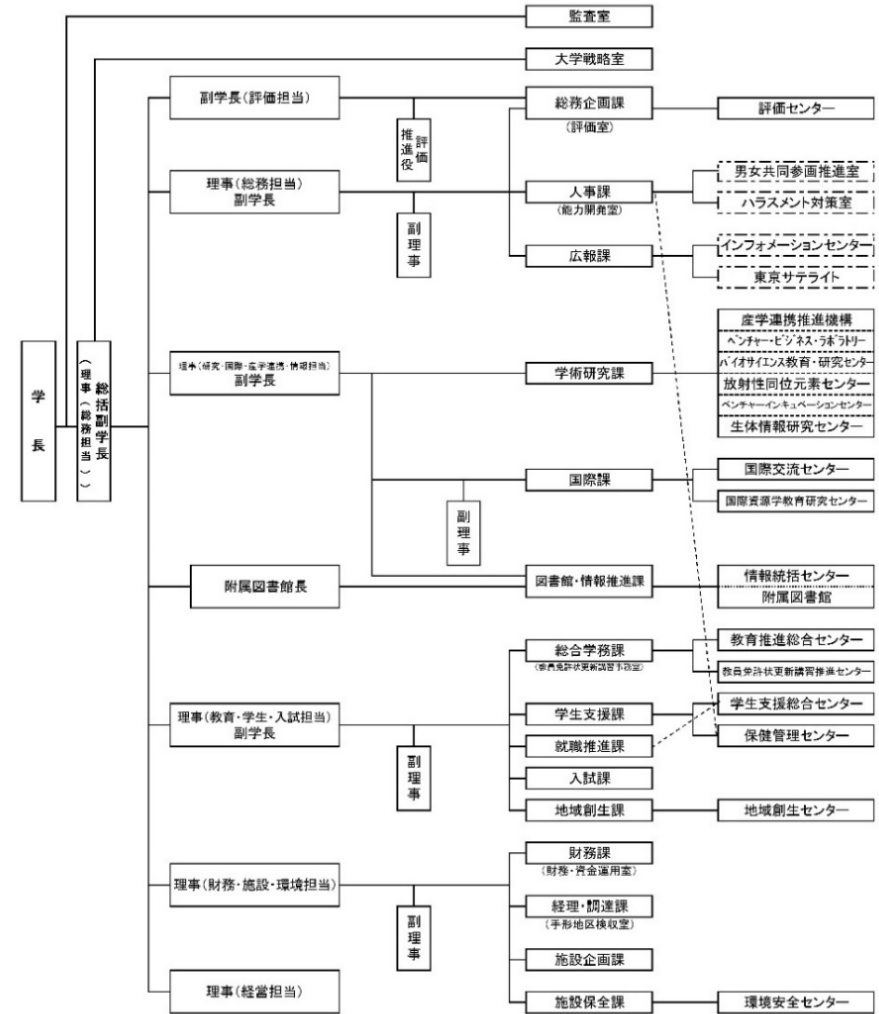 監査室
大学戦略室
副学長(評価担当)
評価
推進役
総務企画課
(評価室)
評価センター
理事(総務担当)
副学長
副理事
人事課
(能力開発室)
男女共同参画推進室
ハラスメント対策室
広報課
インフォメーションセンター
東京サテライト
学長
総括副学長
(理事(総務担当))
理事(研究・国際・産学連携・情報担当)
副学長
学術研究課
産学連携推進機構
ベンチャー・ビジネス・ラボラトリー
バイオサイエンス教育・研究センター
放射性同位元素センター
ベンチャーインキュベーションセンター
生体情報研究センター
副理事
国際課
国際交流センター
国際資源学教育研究センター
附属図書館長
図書館・情報推進課
情報統括センター
附属図書館
理事(教育・学生・入試担当)
副学長
副理事
総合学務課
(教員免許状更新講習事務室)
教育推進総合センター
教員免許状更新講習推進センター
学生支援課
学生支援総合センター
就職推進課
保健管理センター
入試課
地域創生課
地域創生センター
理事(財務・施設・環境担当)
副理事
財務課
(財務・資金運用室)
経理・調達課
(手形地区検収室)
施設企画課
理事(経営担当)
施設保全課
環境安全センター